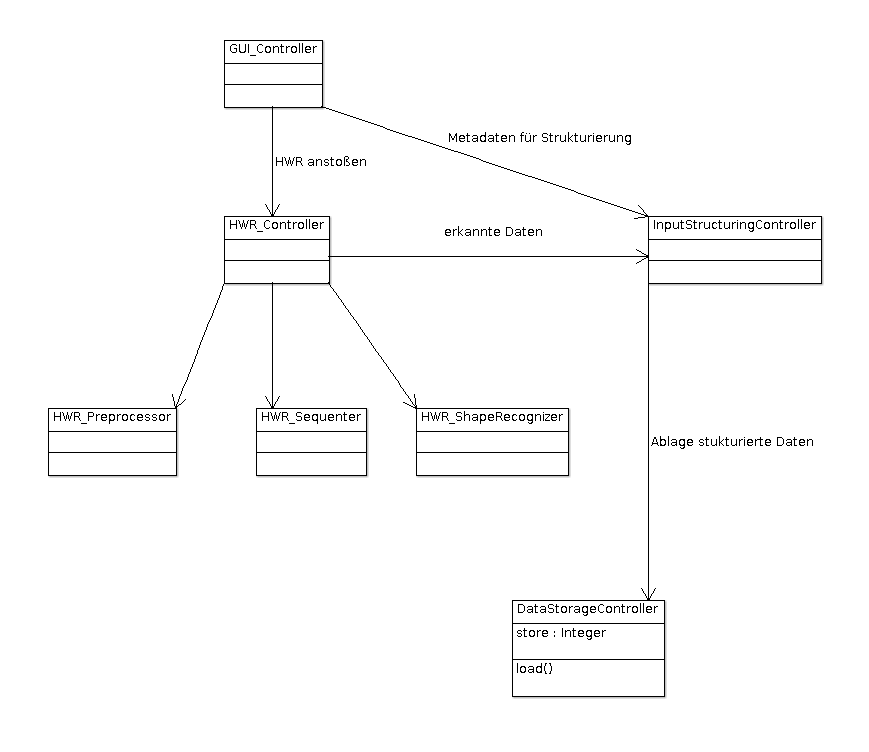 GUI_Controller
Metadaten für Strukturierung
HWR anstoßen
HWR_Controller
erkannte Daten
InputStructuringController
HWR_Preprocessor
HWR_Sequenter
HWR_ShapeRecognizer
Ablage stukturierte Daten
DataStorageController
store : Integer
load()